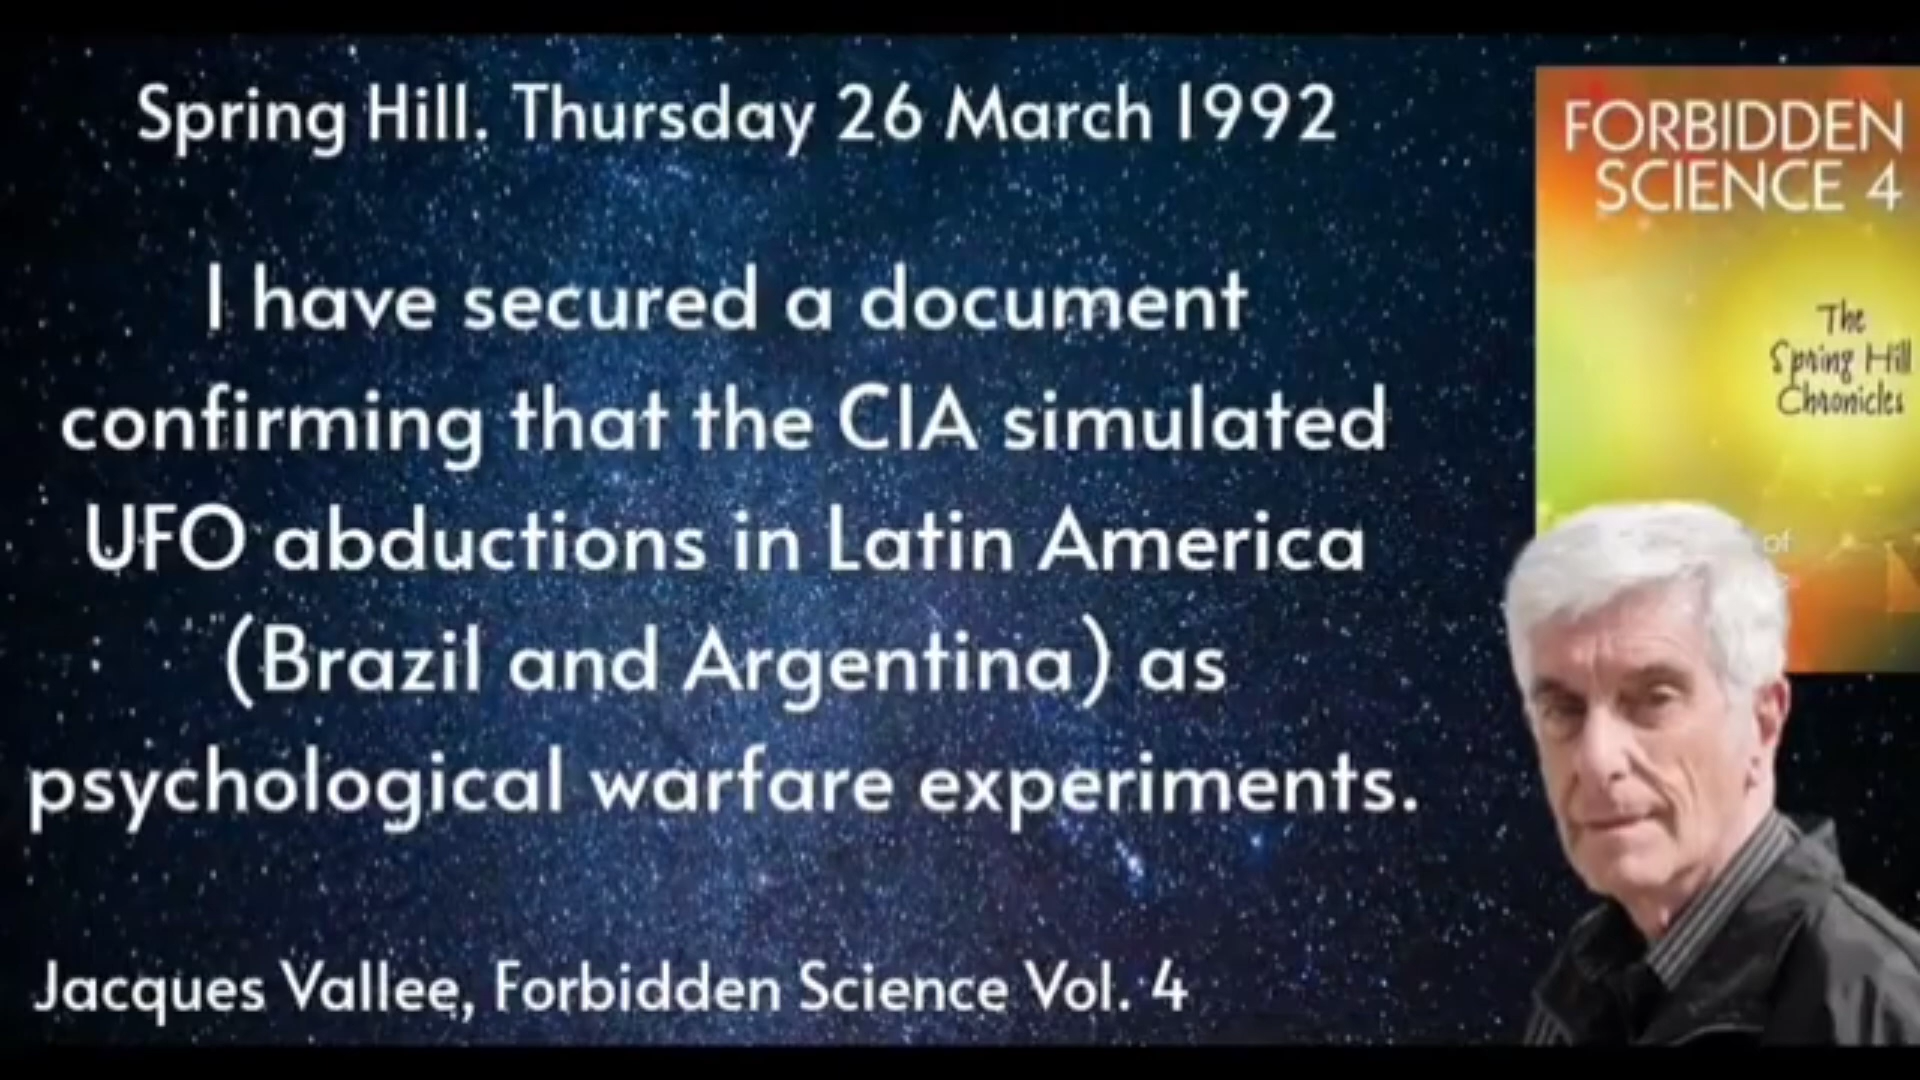 Spring Hill. Thursday 26 March 1992
I have secured a document
confirming that the CIA simulated
UFO abductions in Latin America
(Brazil and Argentina) as
psychological warfare experiments.
Jacques Vallee, Forbidden Science Vol. 4
FORBIDDEN
SCIENCE 4
The
Spring Hill
Chronicles
of